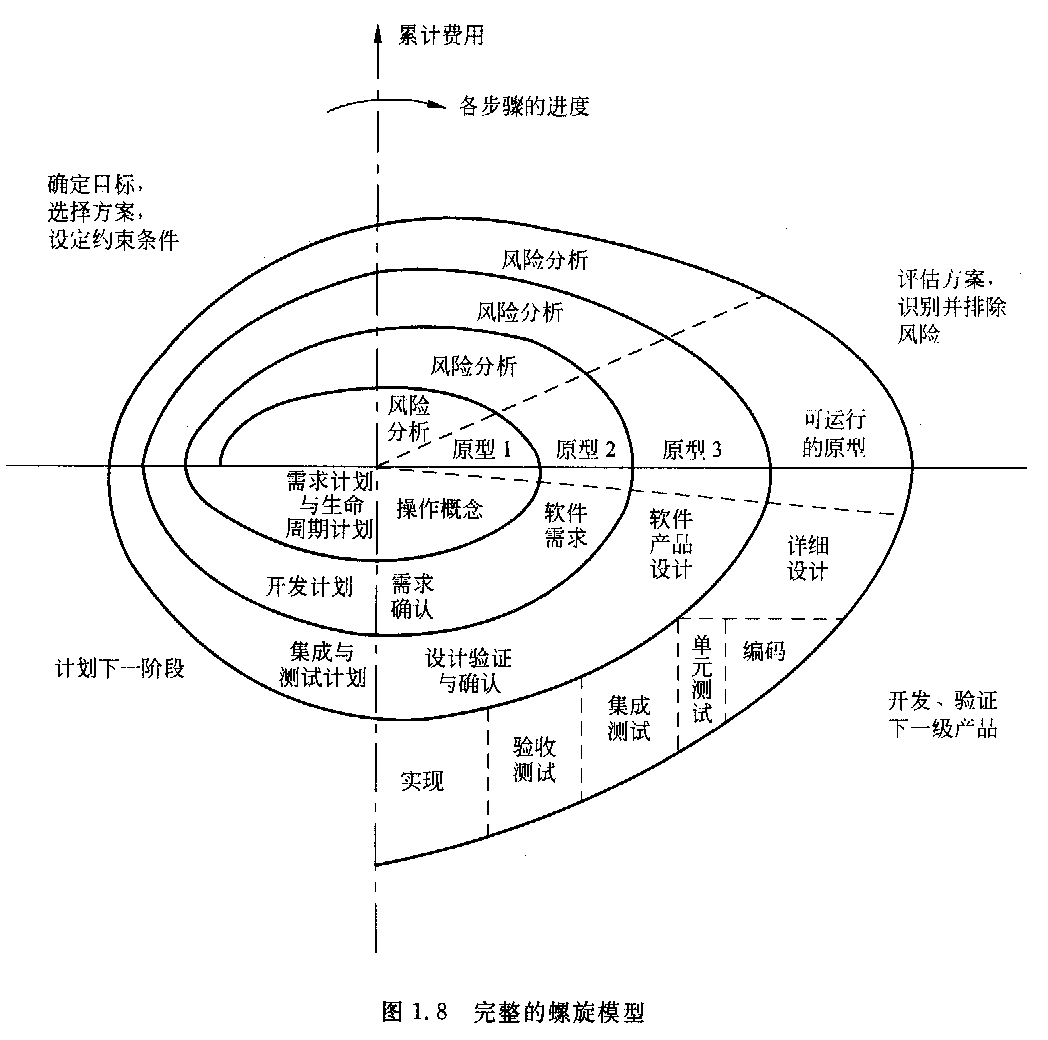 累计费用
各步骤的进度
确定目标，
选择方案，
设定约束条件
风险分析
评估方案，
识别并排除
风险
风险分析
风险分析
风险
分析
原型1
原型2
原型3
可运行
的原型
需求计划
与生命
周期计划
操作概念
软件
需求
软件
产品
设计
详细
设计
开发计划
需求
确认
计划下一阶段
集成与
测试计划
设计验证
与确认
集成
测试
单
元
测
试
编码
开发、验证
下一级产品
实现
验收
测试
图 1.8 完整的螺旋模型